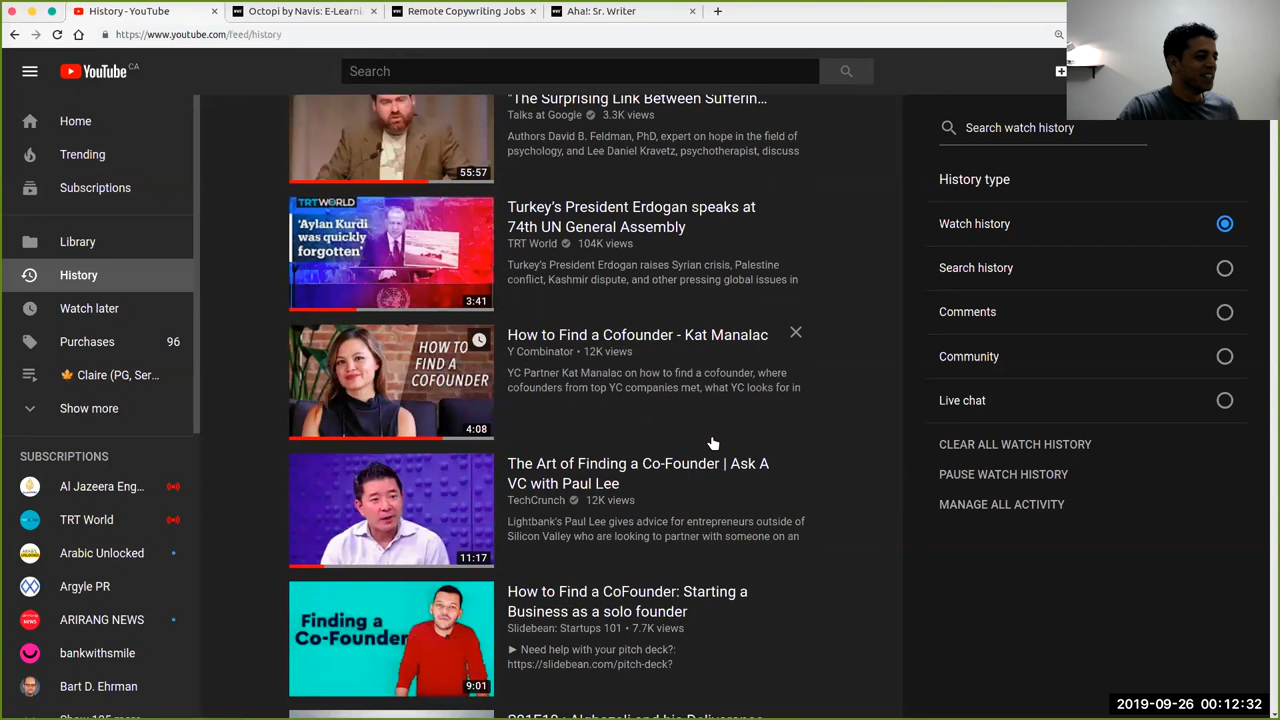 History - YouTube
Octopi by Navis: E-Learni
Remote Copywriting Jobs
Aha!: Sr. Writer
https://www.youtube.com/feed/history
YouTube CA
Search
Home
Trending
Subscriptions
Library
History
Watch later
Purchases 96
Claire (PG, Ser...
Show more
SUBSCRIPTIONS
Al Jazeera Eng...
TRT World
Arabic Unlocked
Argyle PR
ARIRANG NEWS
bankwithsmile
Bart D. Ehrman
"The Surprising Link Between Sufferin...
Talks at Google 3.3K views
Authors David B. Feldman, PhD, expert on hope in the field of
psychology, and Lee Daniel Kravetz, psychotherapist, discuss
55:57
TRTWORLD
'Aylan Kurdi
was quickly
forgotten'
3:41
Turkey's President Erdogan speaks at
74th UN General Assembly
TRT World 104K views
Turkey's President Erdogan raises Syrian crisis, Palestine
conflict, Kashmir dispute, and other pressing global issues in
HOW TO
FIND A
COFOUNDER
4:08
How to Find a Cofounder - Kat Manalac
Y Combinator • 12K views
YC Partner Kat Manalac on how to find a cofounder, where
cofounders from top YC companies met, what YC looks for in
11:17
The Art of Finding a Co-Founder | Ask A
VC with Paul Lee
TechCrunch 12K views
Lightbank's Paul Lee gives advice for entrepreneurs outside of
Silicon Valley who are looking to partner with someone on an
Finding a
Co-Founder
9:01
How to Find a CoFounder: Starting a
Business as a solo founder
Slidebean: Startups 101 • 7.7K views
► Need help with your pitch deck?:
https://slidebean.com/pitch-deck?
Search watch history
History type
Watch history
Search history
Comments
Community
Live chat
CLEAR ALL WATCH HISTORY
PAUSE WATCH HISTORY
MANAGE ALL ACTIVITY
2019-09-26 00:12:32